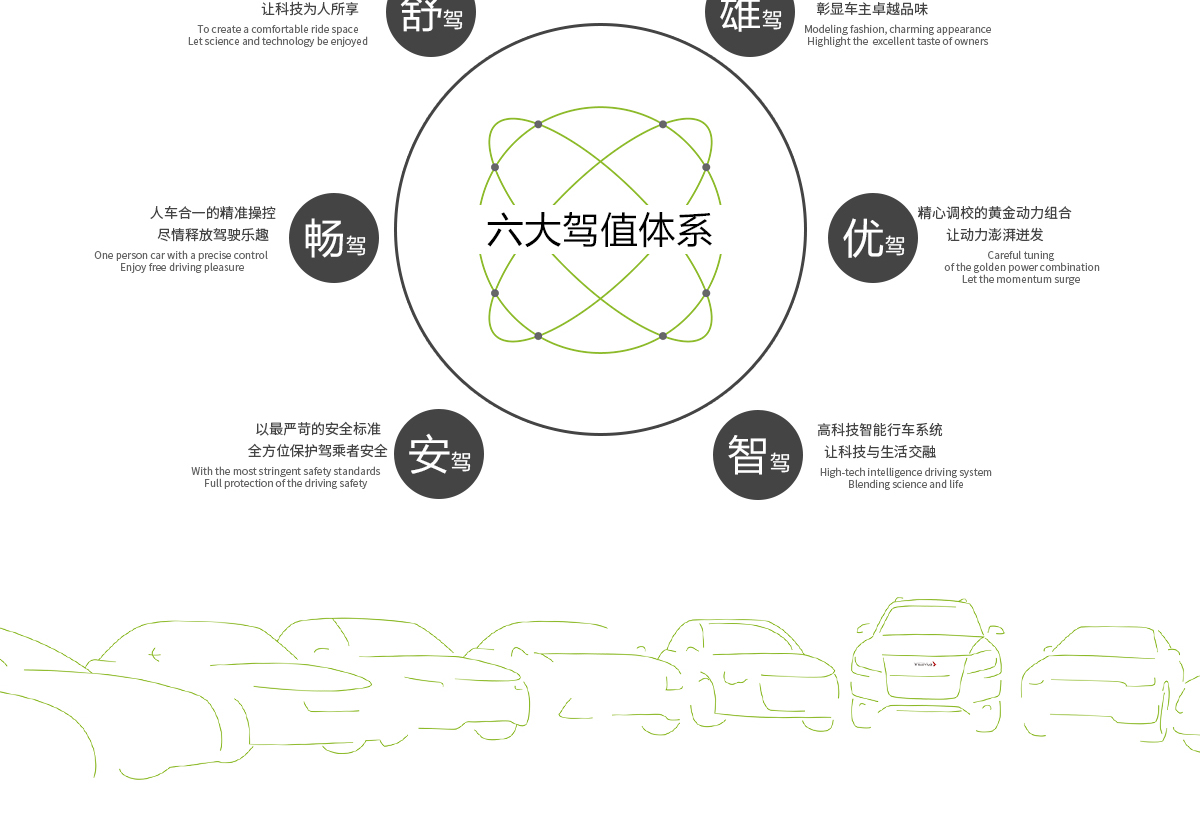 让科技为人所享
To create a comfortable ride space
Let science and technology be enjoyed
舒驾
雄驾
彰显车主卓越品味
Modeling fashion, charming appearance
Highlight the excellent taste of owners
人车合一的精准操控
尽情释放驾驶乐趣
One person car with a precise control
Enjoy free driving pleasure
畅驾
六大驾值体系
优驾
精心调校的黄金动力组合
让动力澎湃迸发
Careful tuning
of the golden power combination
Let the momentum surge
以最严苛的安全标准
全方位保护驾乘者安全
With the most stringent safety standards
Full protection of the driving safety
安驾
智驾
高科技智能行车系统
让科技与生活交融
High-tech intelligence driving system
Blending science and life